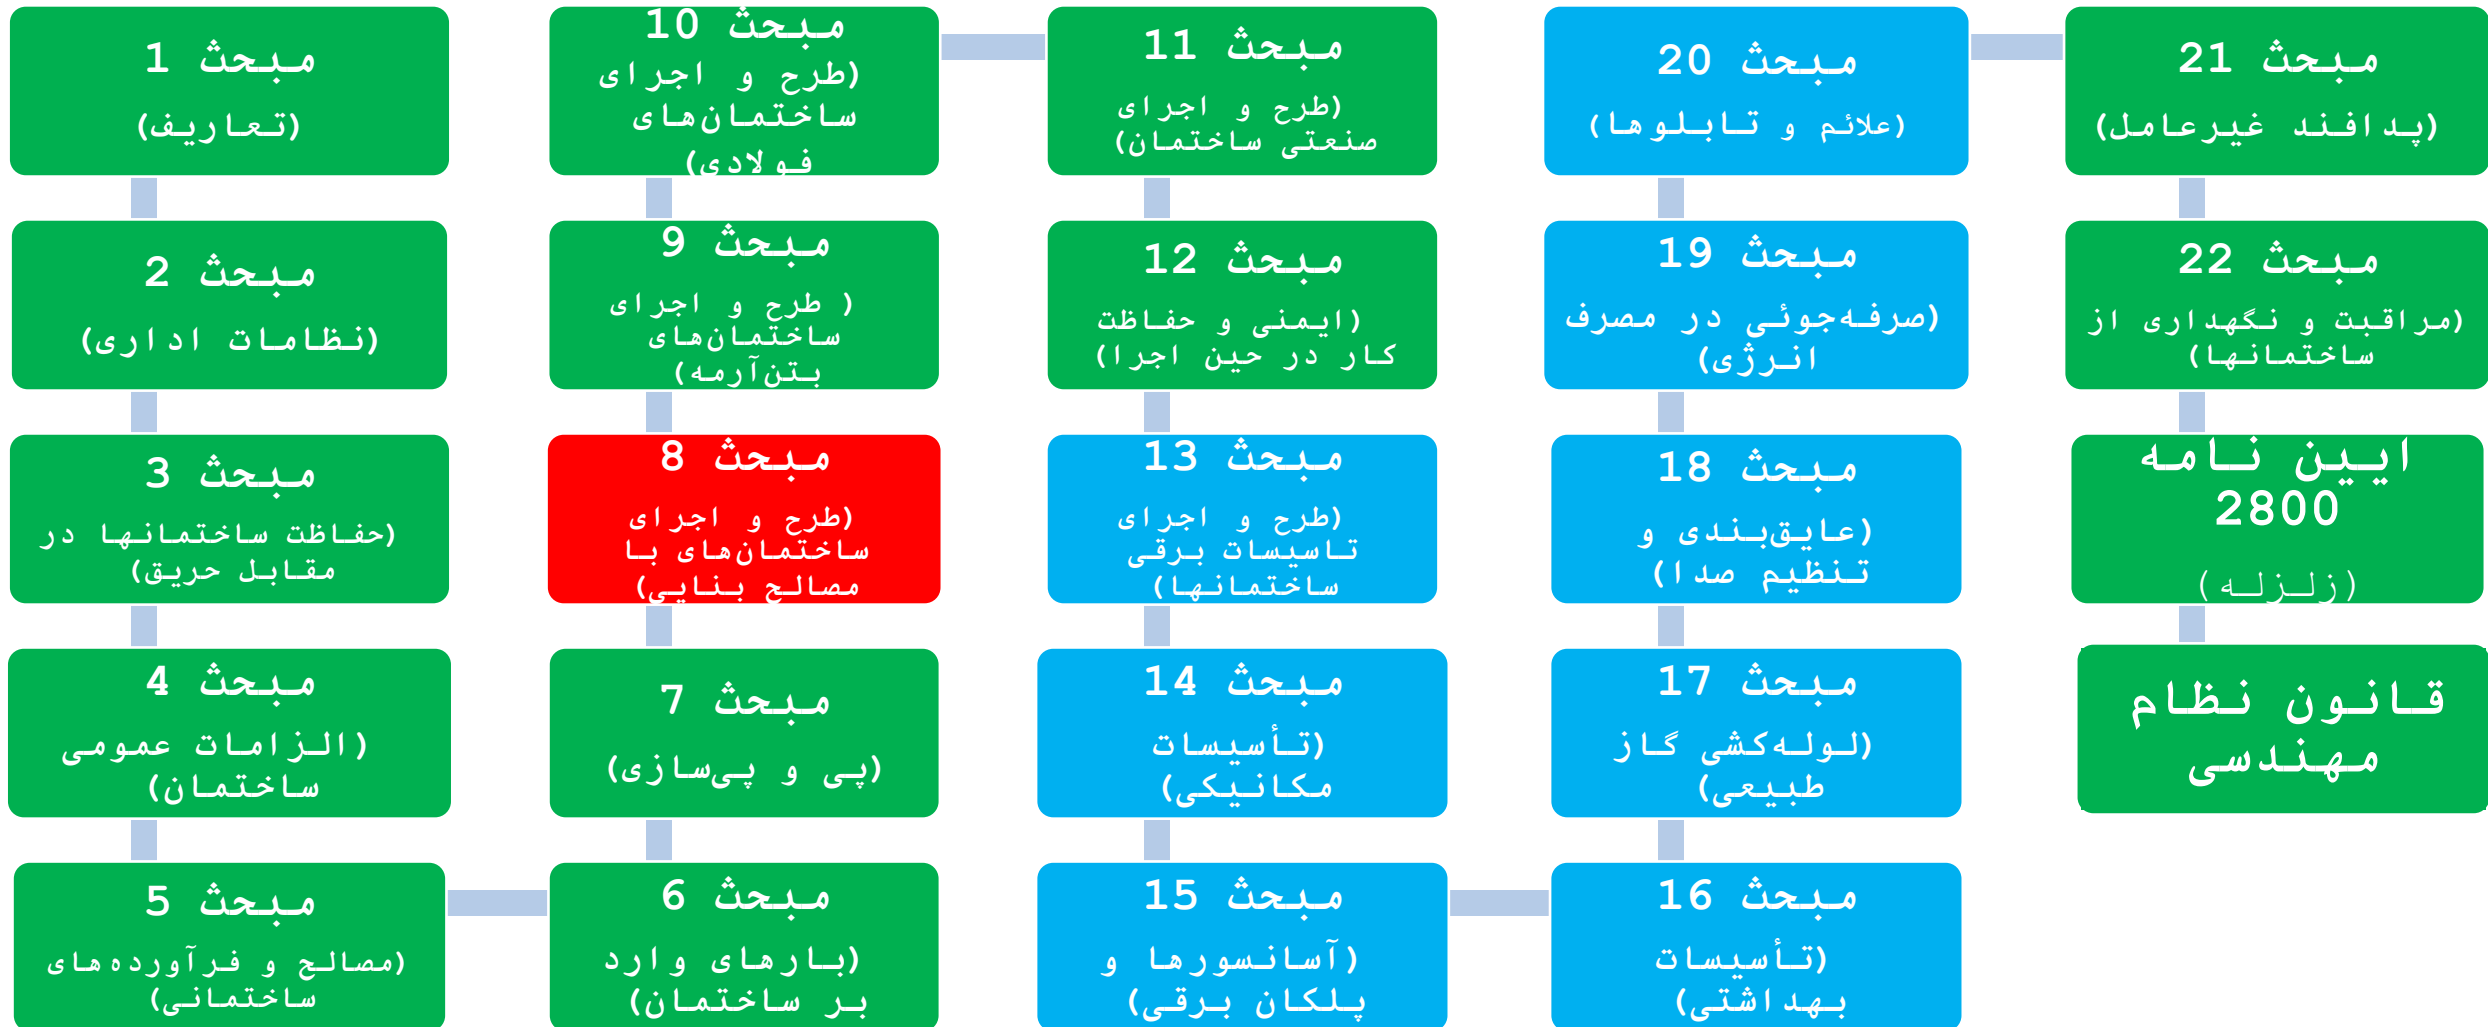 مبحث 1
(تعاریف)
مبحث 2
(نظامات اداری)
مبحث 3
(حفاظت ساختمانها در
مقابل حریق)
مبحث 4
(الزامات عمومی
ساختمان)
مبحث 5
(مصالح و فرآورده‌های
ساختمانی)
مبحث 6
(بارهای وارد
بر ساختمان)
مبحث 7
(پی و پی‌سازی)
مبحث 8
(طرح و اجرای
ساختمان‌های با
مصالح بنایی)
مبحث 9
( طرح و اجرای
ساختمان‌های
بتن‌آرمه)
مبحث 10
(طرح و اجرای
ساختمان‌های
فولادی)
مبحث 11
(طرح و اجرای
صنعتی ساختمان)
مبحث 12
(ایمنی و حفاظت
کار در حین اجرا)
مبحث 13
(طرح و اجرای
تاسیسات برقی
ساختمانها)
مبحث 14
(تأسیسات
مکانیکی)
مبحث 15
(آسانسورها و
پلکان برقی)
مبحث 16
(تأسیسات
بهداشتی)
مبحث 17
(لوله‌کشی گاز
طبیعی)
مبحث 18
(عایق‌بندی و
تنظیم صدا)
مبحث 19
(صرفه‌جوئی در مصرف
انرژی)
مبحث 20
(علائم و تابلوها)
مبحث 21
(پدافند غیرعامل)
مبحث 22
(مراقبت و نگهداری از
ساختمانها)
ایین نامه
2800
(زلزله)
قانون نظام
مهندسی